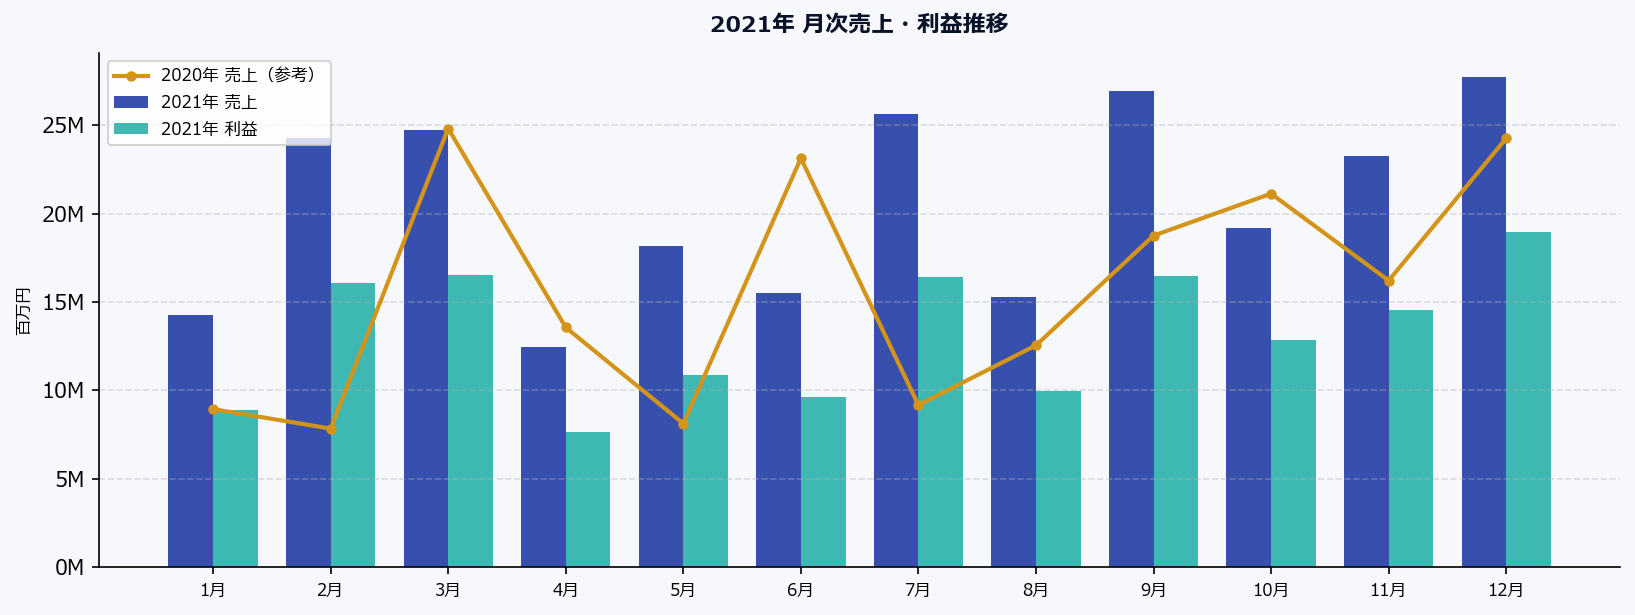 2021年 月次売上・利益推移
2020年 売上（参考）
2021年 売上
2021年 利益
百万円
25M
20M
15M
10M
5M
0M
1月 2月 3月 4月 5月 6月 7月 8月 9月 10月 11月 12月